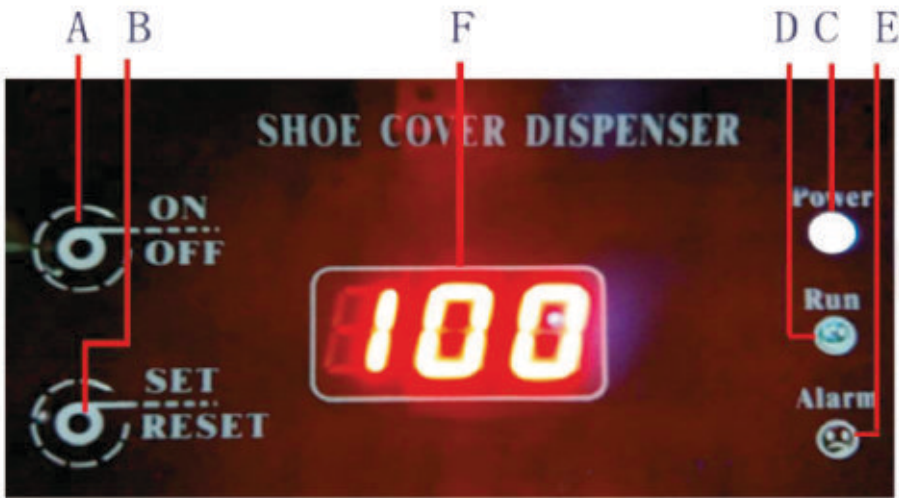 A B F D C E
SHOE COVER DISPENSER
ON
OFF
Power
100
Run
SET
RESET
Alarm